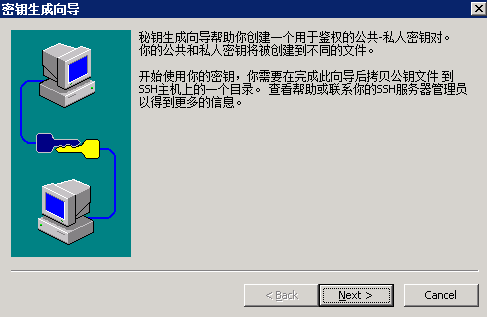 密钥生成向导
秘钥生成向导帮助你创建一个用于鉴权的公共-私人密钥对。
你的公共和私人密钥将被创建到不同的文件。
开始使用你的密钥，你需要在完成此向导后拷贝公钥文件 到
SSH主机上的一个目录。 查看帮助或联系你的SSH服务器管理员
以得到更多的信息。
< Back
Next >
Cancel